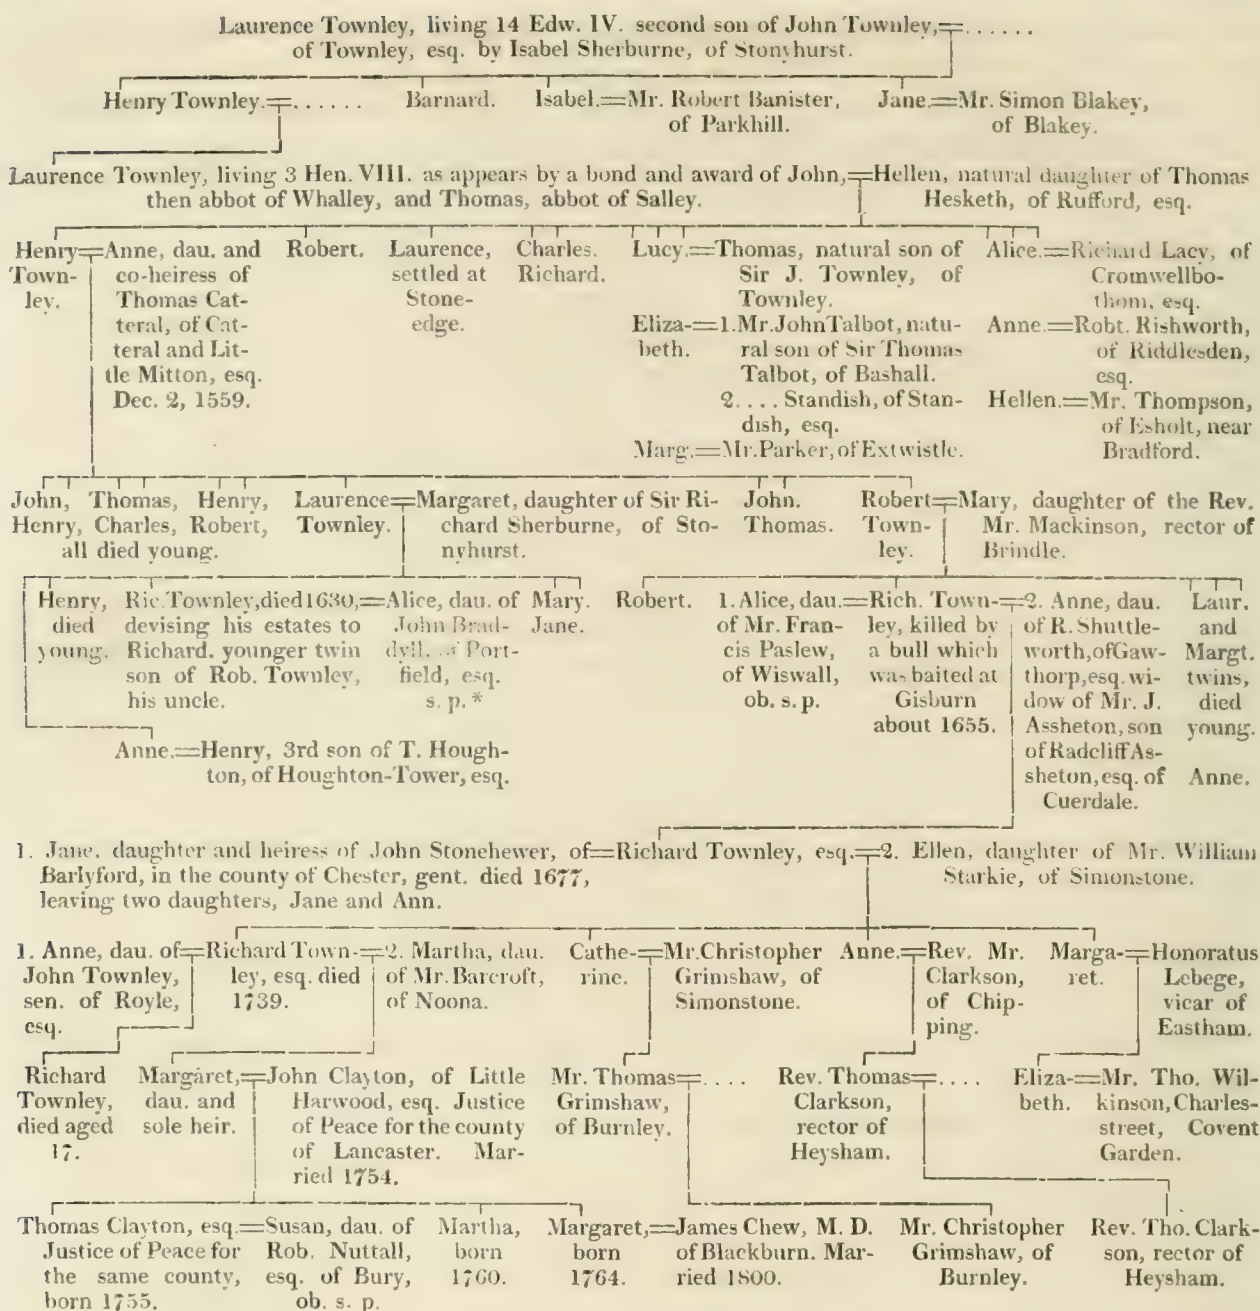 Laurence Townley, living 14 Edw. IV. second son of John Townley,=......
of Townley, esq. by Isabel Sherburne, of Stonyhurst.
Henry Townley.=...... Barnard. Isabel.=Mr. Robert Banister, Jane.=Mr. Simon Blakey,
of Parkhill. of Blakey.
Laurence Townley, living 3 Hen. VIII. as appears by a bond and award of John,=Hellen, natural daughter of Thomas
then abbot of Whalley, and Thomas, abbot of Salley. Hesketh, of Rufford, esq.
Henry=Anne, dau. and Robert. Laurence, Charles. Lucy.=Thomas, natural son of Alice.=Richard Lacy, of
Town- co-heiress of settled at Richard. Sir J. Townley, of Cromwellbo-
ley. Thomas Cat- Stone- Townley. thom, esq.
teral, of Cat- edge. Eliza-=1.Mr.John Talbot, natu- Anne.=Robt. Rishworth,
teral and Lit- beth. ral son of Sir Thomas of Riddlesden,
tle Mitton, esq. Talbot, of Bashall. esq.
Dec. 2, 1559. 2.... Standish, of Stan- Hellen.=Mr. Thompson,
dish, esq. of Esholt, near
Marg.=Mr.Parker, of Extwistle. Bradford.
John, Thomas, Henry, Laurence=Margaret, daughter of Sir Ri- John. Robert=Mary, daughter of the Rev.
Henry, Charles, Robert, Townley. chard Sherburne, of Sto- Thomas. Town- Mr. Mackinson, rector of
all died young. nyhurst. ley. Brindle.
Henry, Ric.Townley,died 1630,=Alice, dau. of Mary. Robert. 1. Alice, dau.=Rich. Town-=2. Anne, dau. Laur.
died devising his estates to John Brad- Jane. of Mr. Fran- ley, killed by of R. Shuttle- and
young. Richard, younger twin dyll, of Port- cis Paslew, a bull which worth,ofGaw- Margt.
son of Rob. Townley, field, esq. of Wiswall, was baited at thorp,esq. wi- twins,
his uncle. s. p. * ob. s. p. Gisburn dow of Mr. J. died
about 1655. Assheton, son young.
Anne.=Henry, 3rd son of T. Hough- of Radcliff As-
ton, of Houghton-Tower, esq. sheton, esq. of Anne.
Cuerdale.
1. Jane, daughter and heiress of John Stonehewer, of=Richard Townley, esq.=2. Ellen, daughter of Mr. William
Barlyford, in the county of Chester, gent. died 1677, Starkie, of Simonstone.
leaving two daughters, Jane and Ann.
1. Anne, dau. of=Richard Town-=2. Martha, dau. Cathe-=Mr.Christopher Anne.=Rev. Mr. Marga-=Honoratus
John Townley, ley, esq. died of Mr. Barcroft, rine. Grimshaw, of Clarkson, ret. Lebege,
sen. of Royle, 1739. of Noona. Simonstone. of Chip- vicar of
esq. ping. Eastham.
Richard Margaret,=John Clayton, of Little Mr. Thomas=.... Rev. Thomas=.... Eliza-=Mr. Tho. Wil-
Townley, dau. and Harwood, esq. Justice Grimshaw, Clarkson, beth. kinson, Charles-
died aged sole heir. of Peace for the county of Burnley. rector of street, Covent
17. of Lancaster. Mar- Heysham. Garden.
ried 1754.
Thomas Clayton, esq.=Susan, dau. of Martha, Margaret,=James Chew, M. D. Mr. Christopher Rev. Tho. Clark-
Justice of Peace for Rob. Nuttall, born born of Blackburn. Mar- Grimshaw, of son, rector of
the same county, esq. of Bury, 1760. 1764. ried 1800. Burnley. Heysham.
born 1755. ob. s. p.